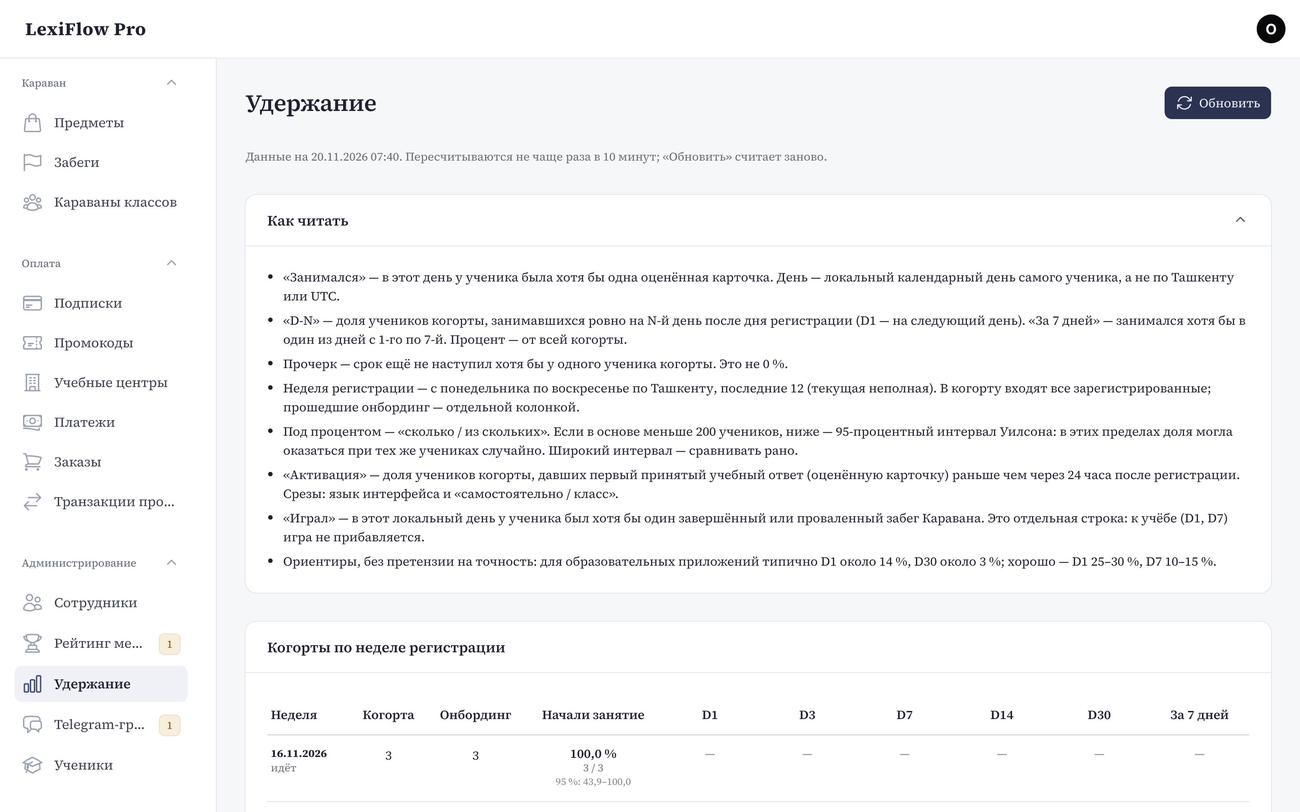 LexiFlow Pro
O
Караван
Предметы
Забеги
Караваны классов
Оплата
Подписки
Промокоды
Учебные центры
Платежи
Заказы
Транзакции про...
Администрирование
Сотрудники
Рейтинг ме... 1
Удержание
Telegram-гр... 1
Ученики
Удержание
Обновить
Данные на 20.11.2026 07:40. Пересчитываются не чаще раза в 10 минут; «Обновить» считает заново.
Как читать
• «Занимался» — в этот день у ученика была хотя бы одна оценённая карточка. День — локальный календарный день самого ученика, а не по Ташкенту
или UTC.
• «D-N» — доля учеников когорты, занимавшихся ровно на N-й день после дня регистрации (D1 — на следующий день). «За 7 дней» — занимался хотя бы в
один из дней с 1-го по 7-й. Процент — от всей когорты.
• Прочерк — срок ещё не наступил хотя бы у одного ученика когорты. Это не 0 %.
• Неделя регистрации — с понедельника по воскресенье по Ташкенту, последние 12 (текущая неполная). В когорту входят все зарегистрированные;
прошедшие онбординг — отдельной колонкой.
• Под процентом — «сколько / из скольких». Если в основе меньше 200 учеников, ниже — 95-процентный интервал Уилсона: в этих пределах доля могла
оказаться при тех же учениках случайно. Широкий интервал — сравнивать рано.
• «Активация» — доля учеников когорты, давших первый принятый учебный ответ (оценённую карточку) раньше чем через 24 часа после регистрации.
Срезы: язык интерфейса и «самостоятельно / класс».
• «Играл» — в этот локальный день у ученика был хотя бы один завершённый или проваленный забег Каравана. Это отдельная строка: к учёбе (D1, D7)
игра не прибавляется.
• Ориентиры, без претензии на точность: для образовательных приложений типично D1 около 14 %, D30 около 3 %; хорошо — D1 25–30 %, D7 10–15 %.
Когорты по неделе регистрации
Неделя Когорта Онбординг Начали занятие D1 D3 D7 D14 D30 За 7 дней
16.11.2026 3 3 100,0 % — — — — — —
идёт 3 / 3
95 %: 43,9–100,0